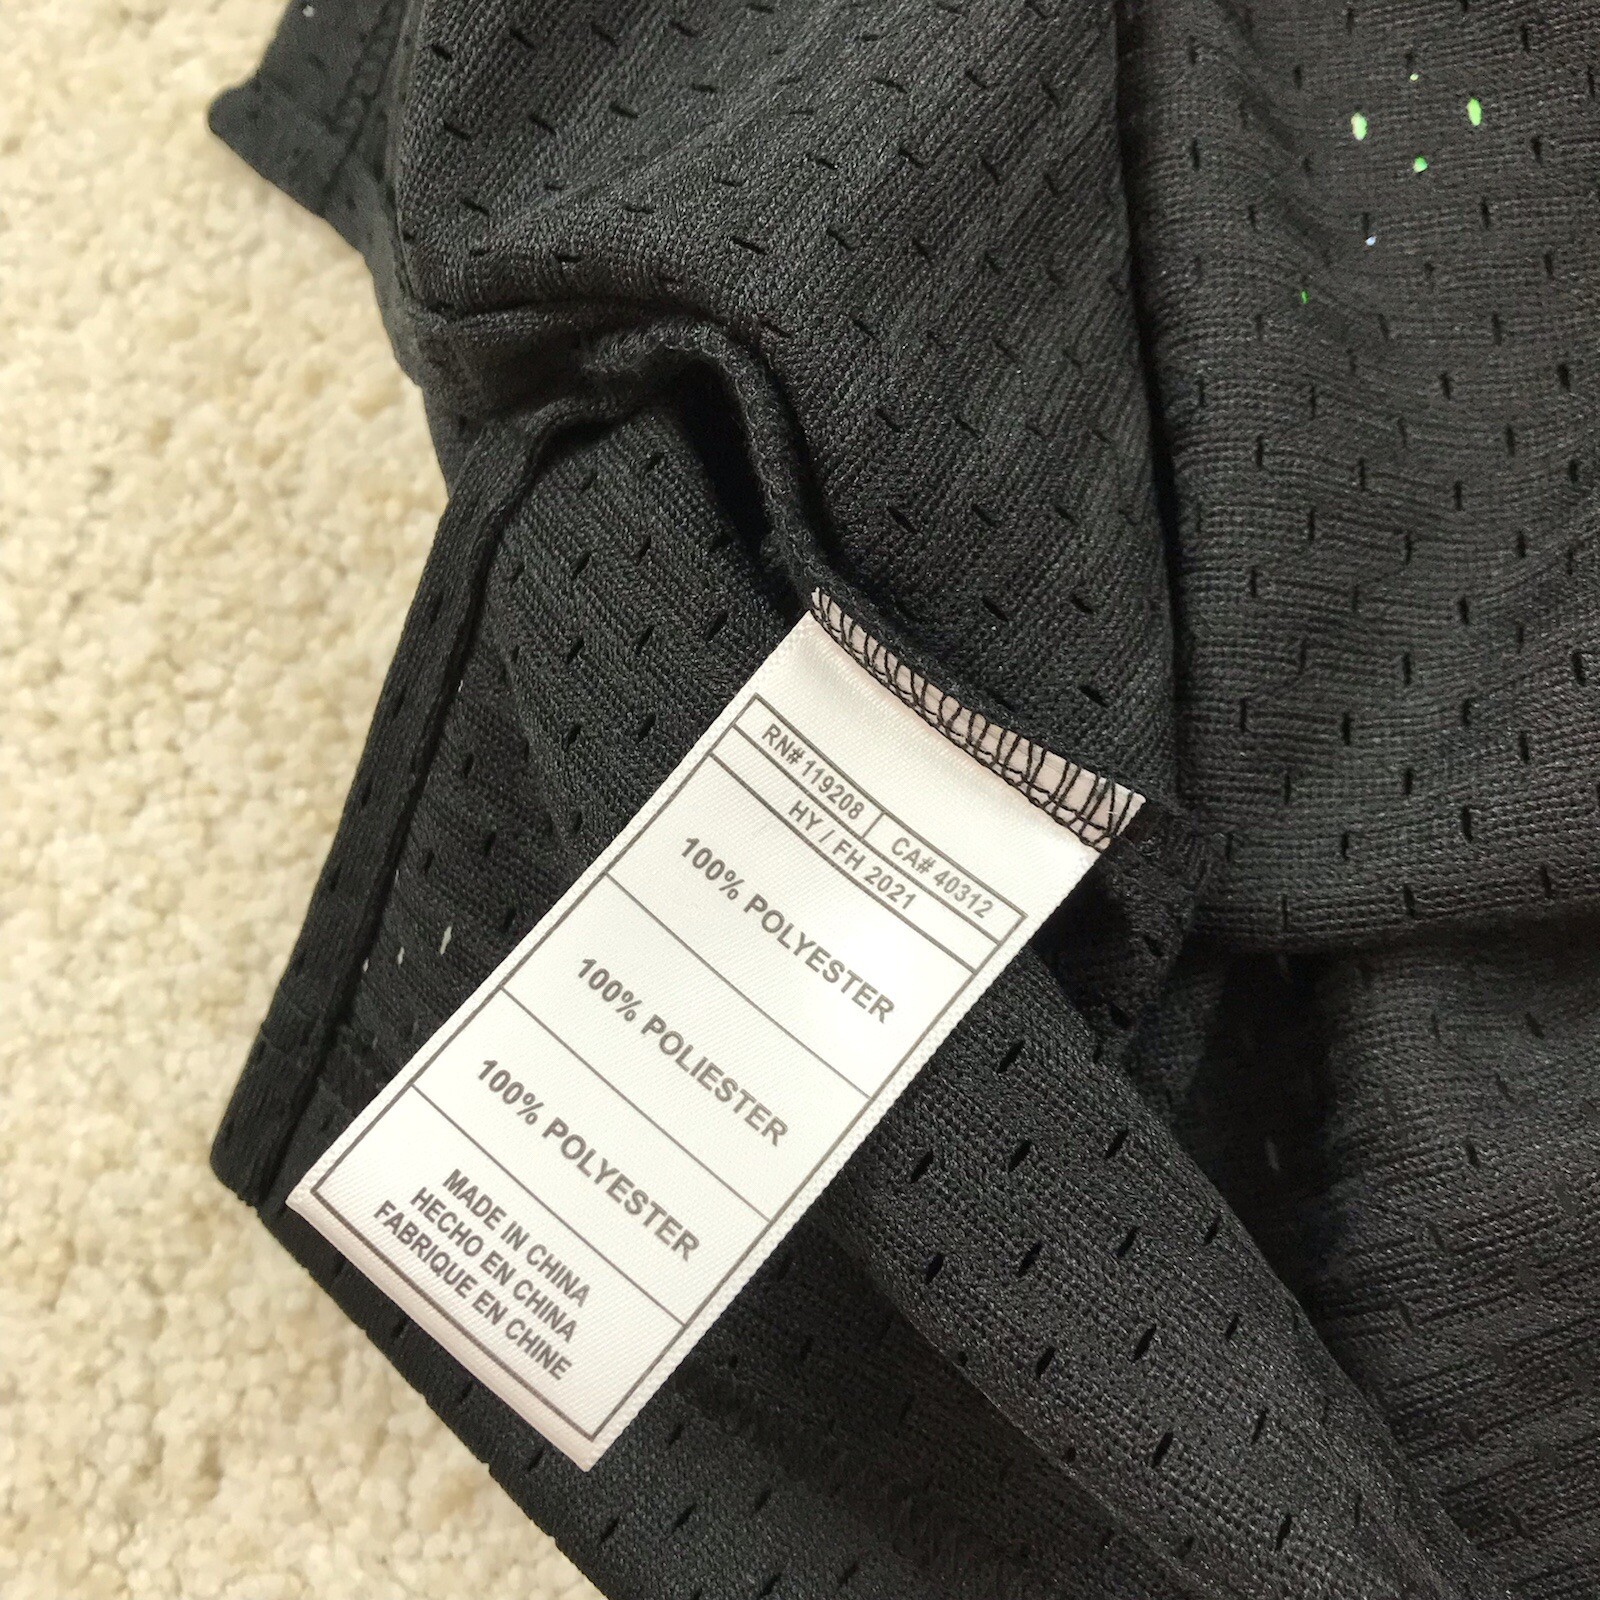 RN# 119208 CA# 40312
HY / FH 2021
100% POLYESTER
100% POLIESTER
100% POLYESTER
MADE IN CHINA
HECHO EN CHINA
FABRIQUE EN CHINE